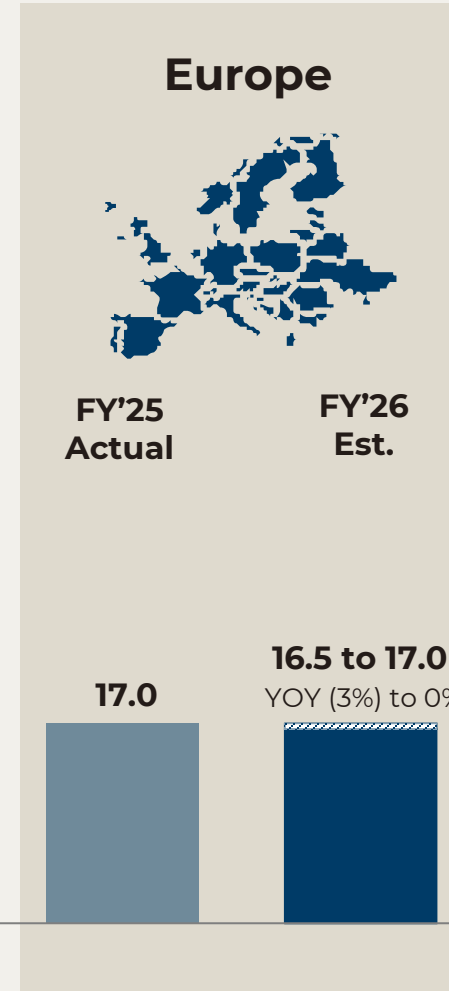 Europe
FY’25
Actual
FY’26
Est.
17.0
16.5 to 17.0
YOY (3%) to 0%